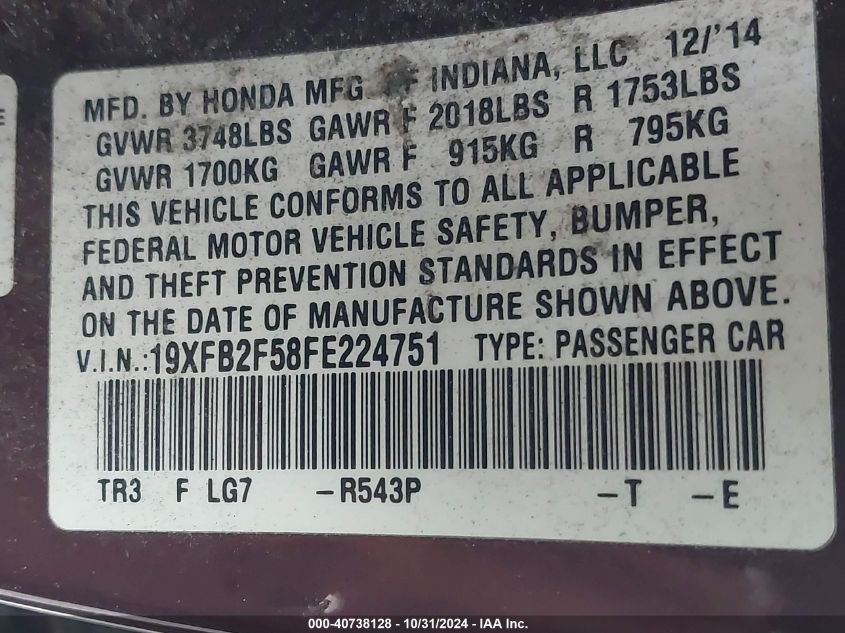 MFD. BY HONDA MFG OF INDIANA, LLC 12/'14
GVWR 3748LBS GAWR F 2018LBS R 1753LBS
GVWR 1700KG GAWR F 915KG R 795KG
THIS VEHICLE CONFORMS TO ALL APPLICABLE
FEDERAL MOTOR VEHICLE SAFETY, BUMPER,
AND THEFT PREVENTION STANDARDS IN EFFECT
ON THE DATE OF MANUFACTURE SHOWN ABOVE.
V.I.N.:19XFB2F58FE224751 TYPE: PASSENGER CAR
TR3 F LG7 -R543P -T -E
000-40738128 - 10/31/2024 - IAA Inc.